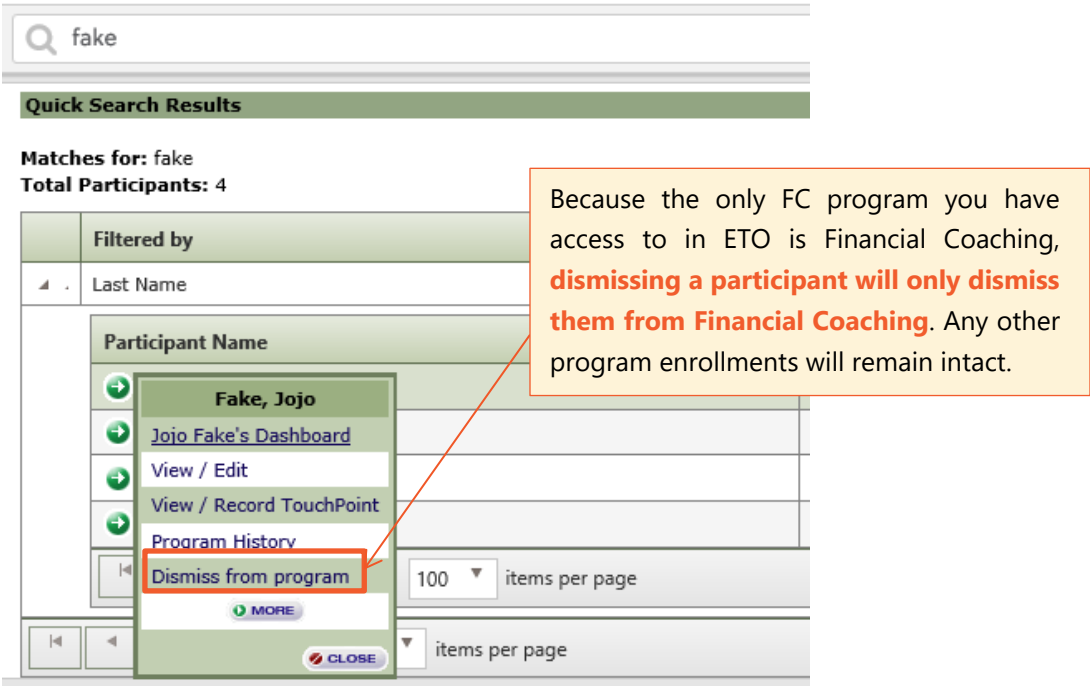 fake
Quick Search Results
Matches for: fake
Total Participants: 4
Because the only FC program you have
access to in ETO is Financial Coaching,
dismissing a participant will only dismiss
them from Financial Coaching. Any other
program enrollments will remain intact.
Filtered by
Last Name
Participant Name
Fake, Jojo
Jojo Fake's Dashboard
View / Edit
View / Record TouchPoint
Program History
Dismiss from program
MORE
CLOSE
100 items per page
items per page